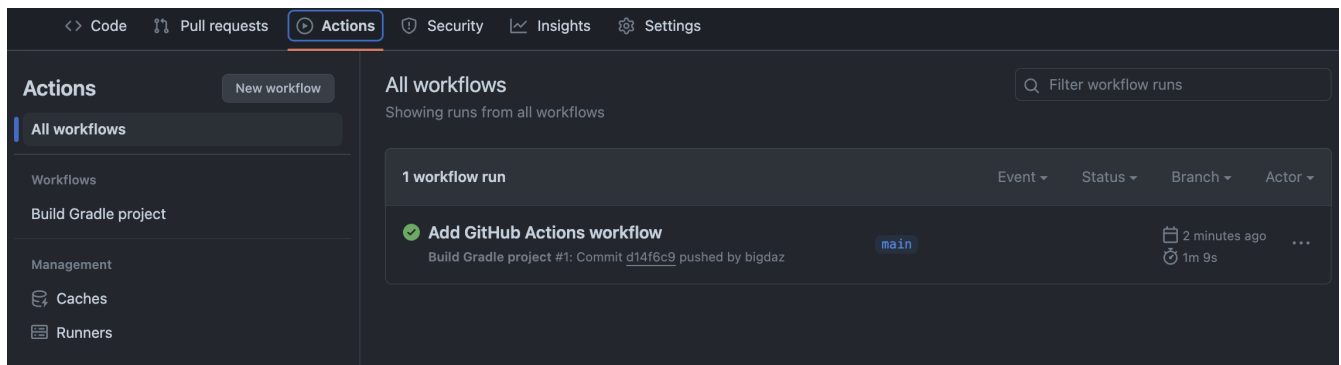 Code Pull requests Actions Security Insights Settings
Actions
New workflow
All workflows
Workflows
Build Gradle project
Management
Caches
Runners
All workflows
Showing runs from all workflows
Filter workflow runs
1 workflow run
Event Status Branch Actor
Add GitHub Actions workflow
Build Gradle project #1: Commit d14f6c9 pushed by bigdaz
main
2 minutes ago
1m 9s